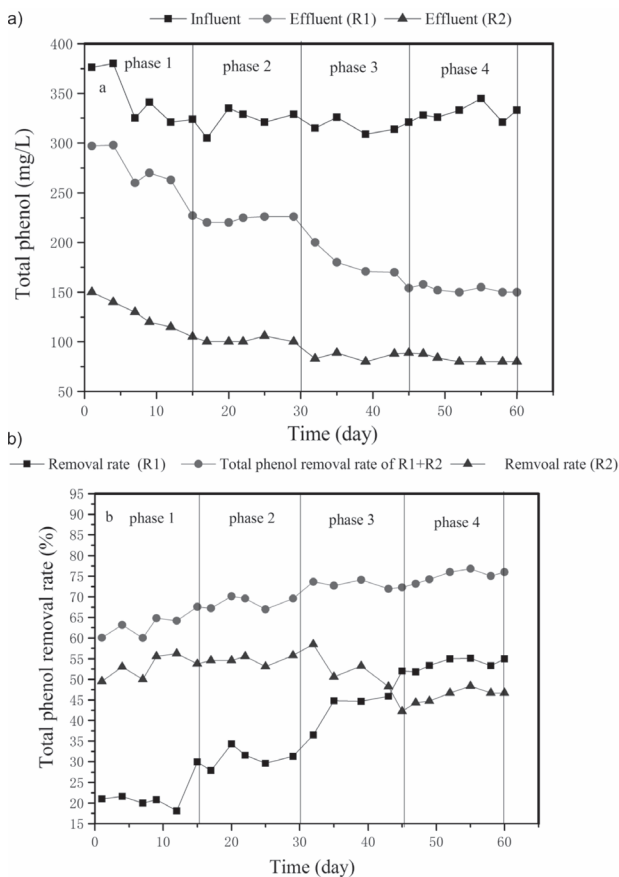 a)
Influent Effluent (R1) Effluent (R2)
400
350
300
250
200
150
100
50
Total phenol (mg/L)
a
phase 1 phase 2 phase 3 phase 4
0 10 20 30 40 50 60
Time (day)
b)
Removal rate (R1) Total phenol removal rate of R1+R2 Remvoal rate (R2)
95
90
85
80
75
70
65
60
55
50
45
40
35
30
25
20
15
Total phenol removal rate (%)
b phase 1 phase 2 phase 3 phase 4
0 10 20 30 40 50 60
Time (day)